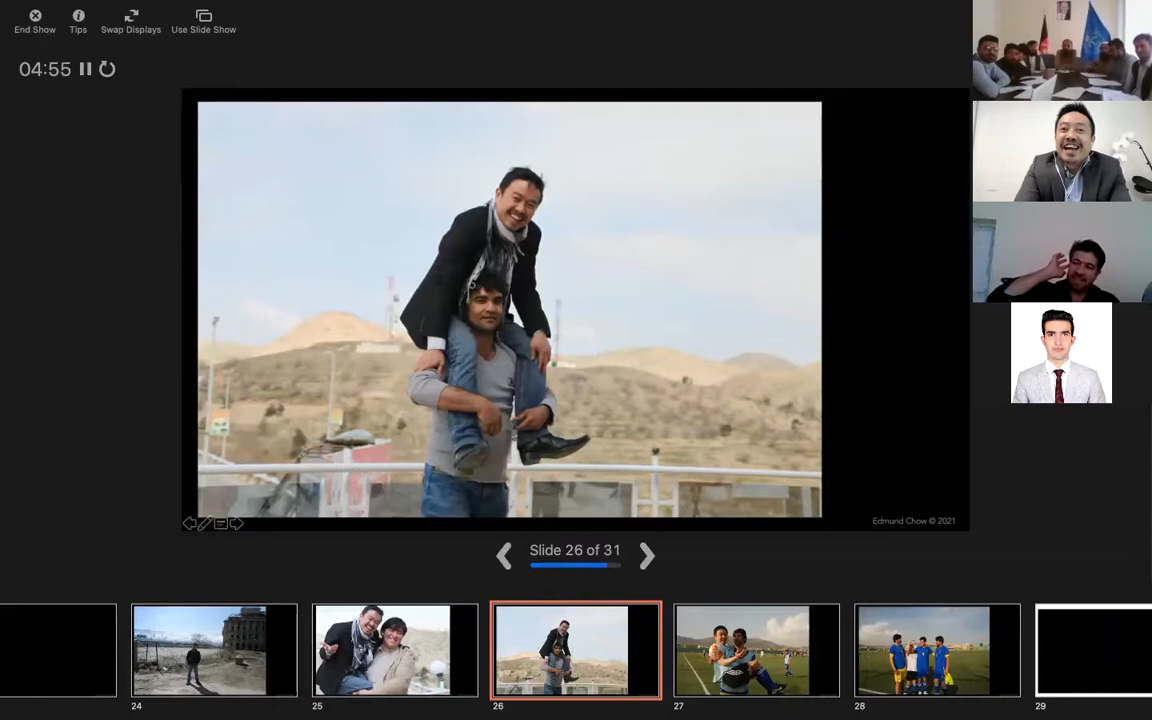 End Show
Tips
Swap Displays
Use Slide Show
04:55
Edmund Chow © 2021
Slide 26 of 31
24
25
26
27
28
29